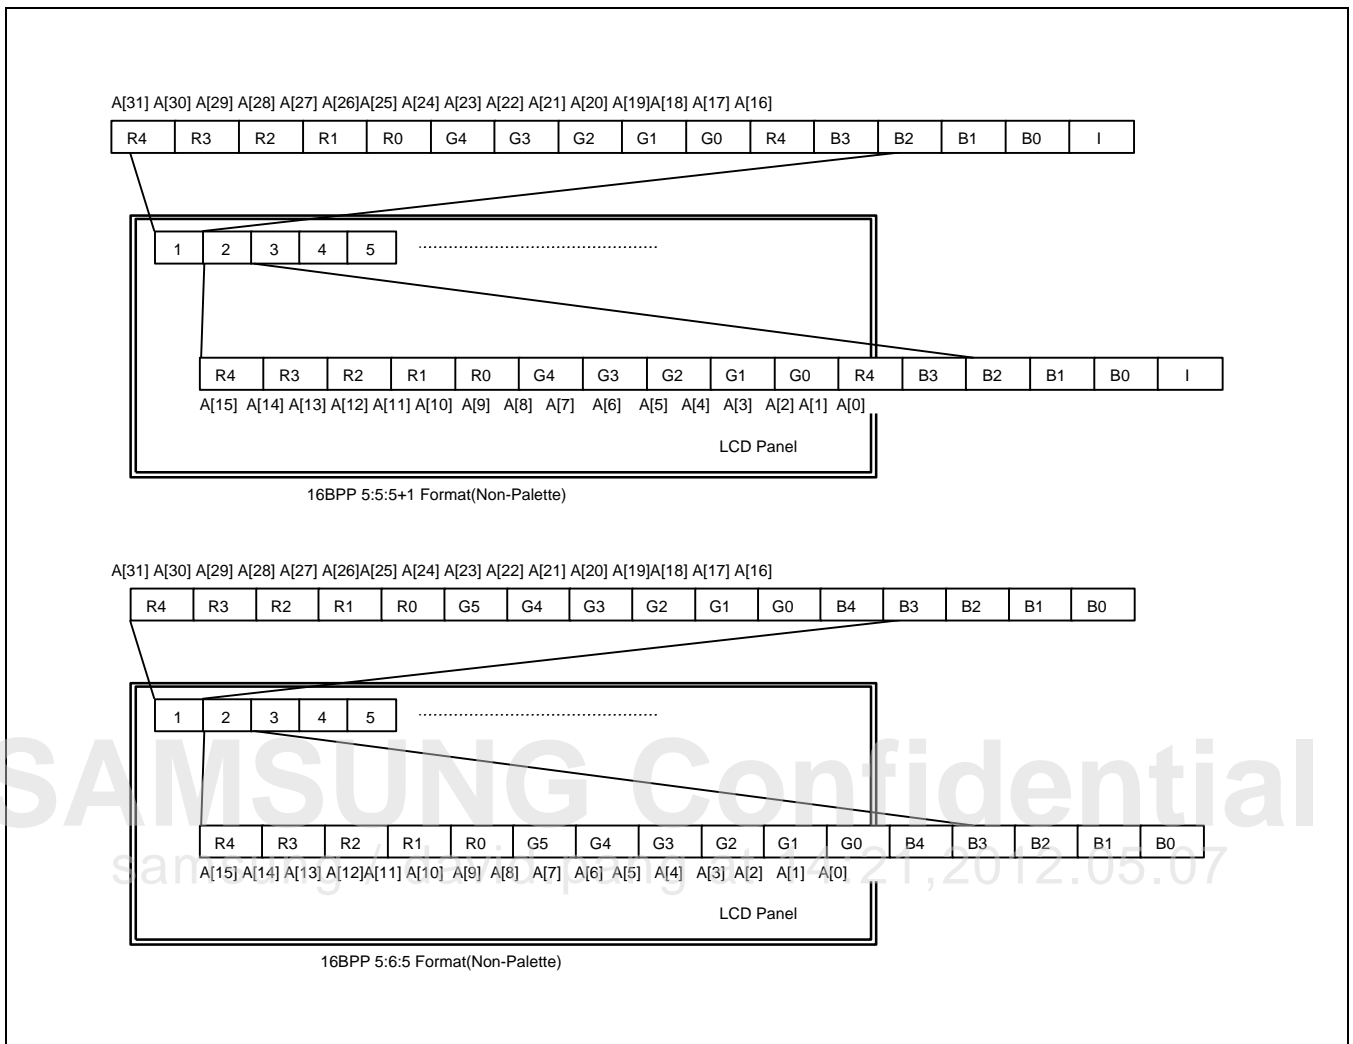 A[31] A[30] A[29] A[28] A[27] A[26]A[25] A[24] A[23] A[22] A[21] A[20] A[19]A[18] A[17] A[16]
R4 R3 R2 R1 R0 G4 G3 G2 G1 G0 R4 B3 B2 B1 B0 I
1 2 3 4 5
R4 R3 R2 R1 R0 G4 G3 G2 G1 G0 R4 B3 B2 B1 B0 I
A[15] A[14] A[13] A[12] A[11] A[10] A[9] A[8] A[7] A[6] A[5] A[4] A[3] A[2] A[1] A[0]
LCD Panel
16BPP 5:5:5+1 Format(Non-Palette)
A[31] A[30] A[29] A[28] A[27] A[26]A[25] A[24] A[23] A[22] A[21] A[20] A[19]A[18] A[17] A[16]
R4 R3 R2 R1 R0 G5 G4 G3 G2 G1 G0 B4 B3 B2 B1 B0
1 2 3 4 5
SAMSUNG Confidential
R4 R3 R2 R1 R0 G5 G4 G3 G2 G1 G0 B4 B3 B2 B1 B0
samsung / david.pang at 14:21,2012.05.07
A[15] A[14] A[13] A[12]A[11] A[10] A[9] A[8] A[7] A[6] A[5] A[4] A[3] A[2] A[1] A[0]
LCD Panel
16BPP 5:6:5 Format(Non-Palette)